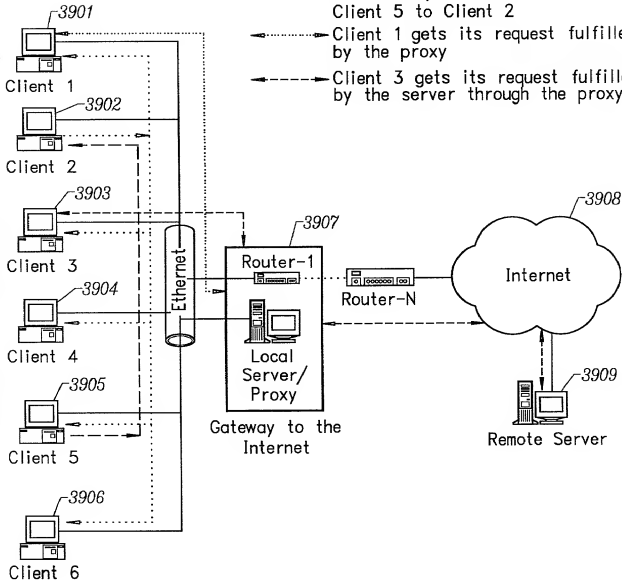 3901
Client 5 to Client 2
Client 1 gets its request
by the proxy
Client 3 gets its request
by the server through the proxy
Client 1
3902
Client 2
3903
Client 3
3904
Client 4
3905
Client 5
3906
Client 6
Ethernet
3907
Router-1
Local
Server/
Proxy
Gateway to the
Internet
Router-N
3908
Internet
3909
Remote Server